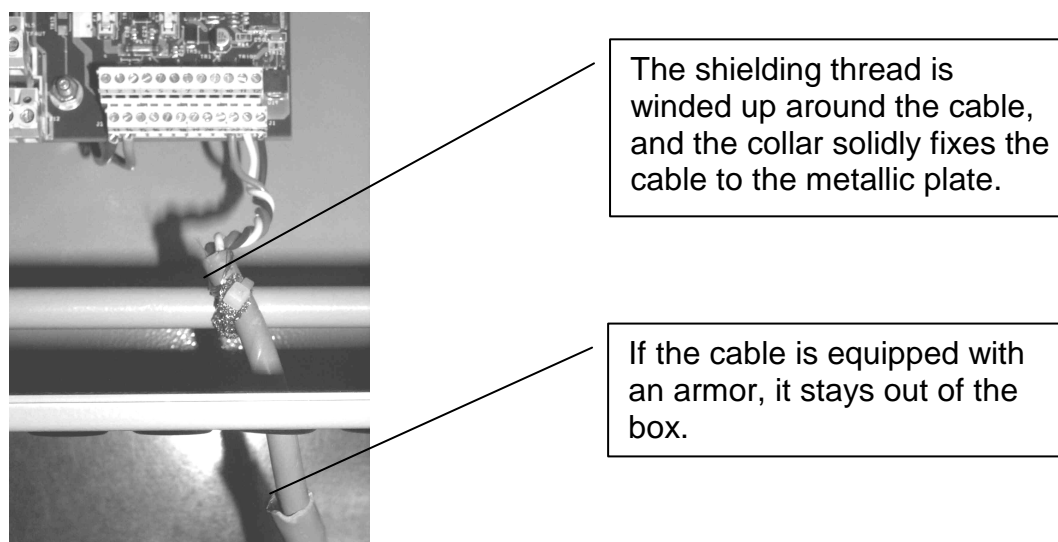 The shielding thread is
winded up around the cable,
and the collar solidly fixes the
cable to the metallic plate.
If the cable is equipped with
an armor, it stays out of the
box.